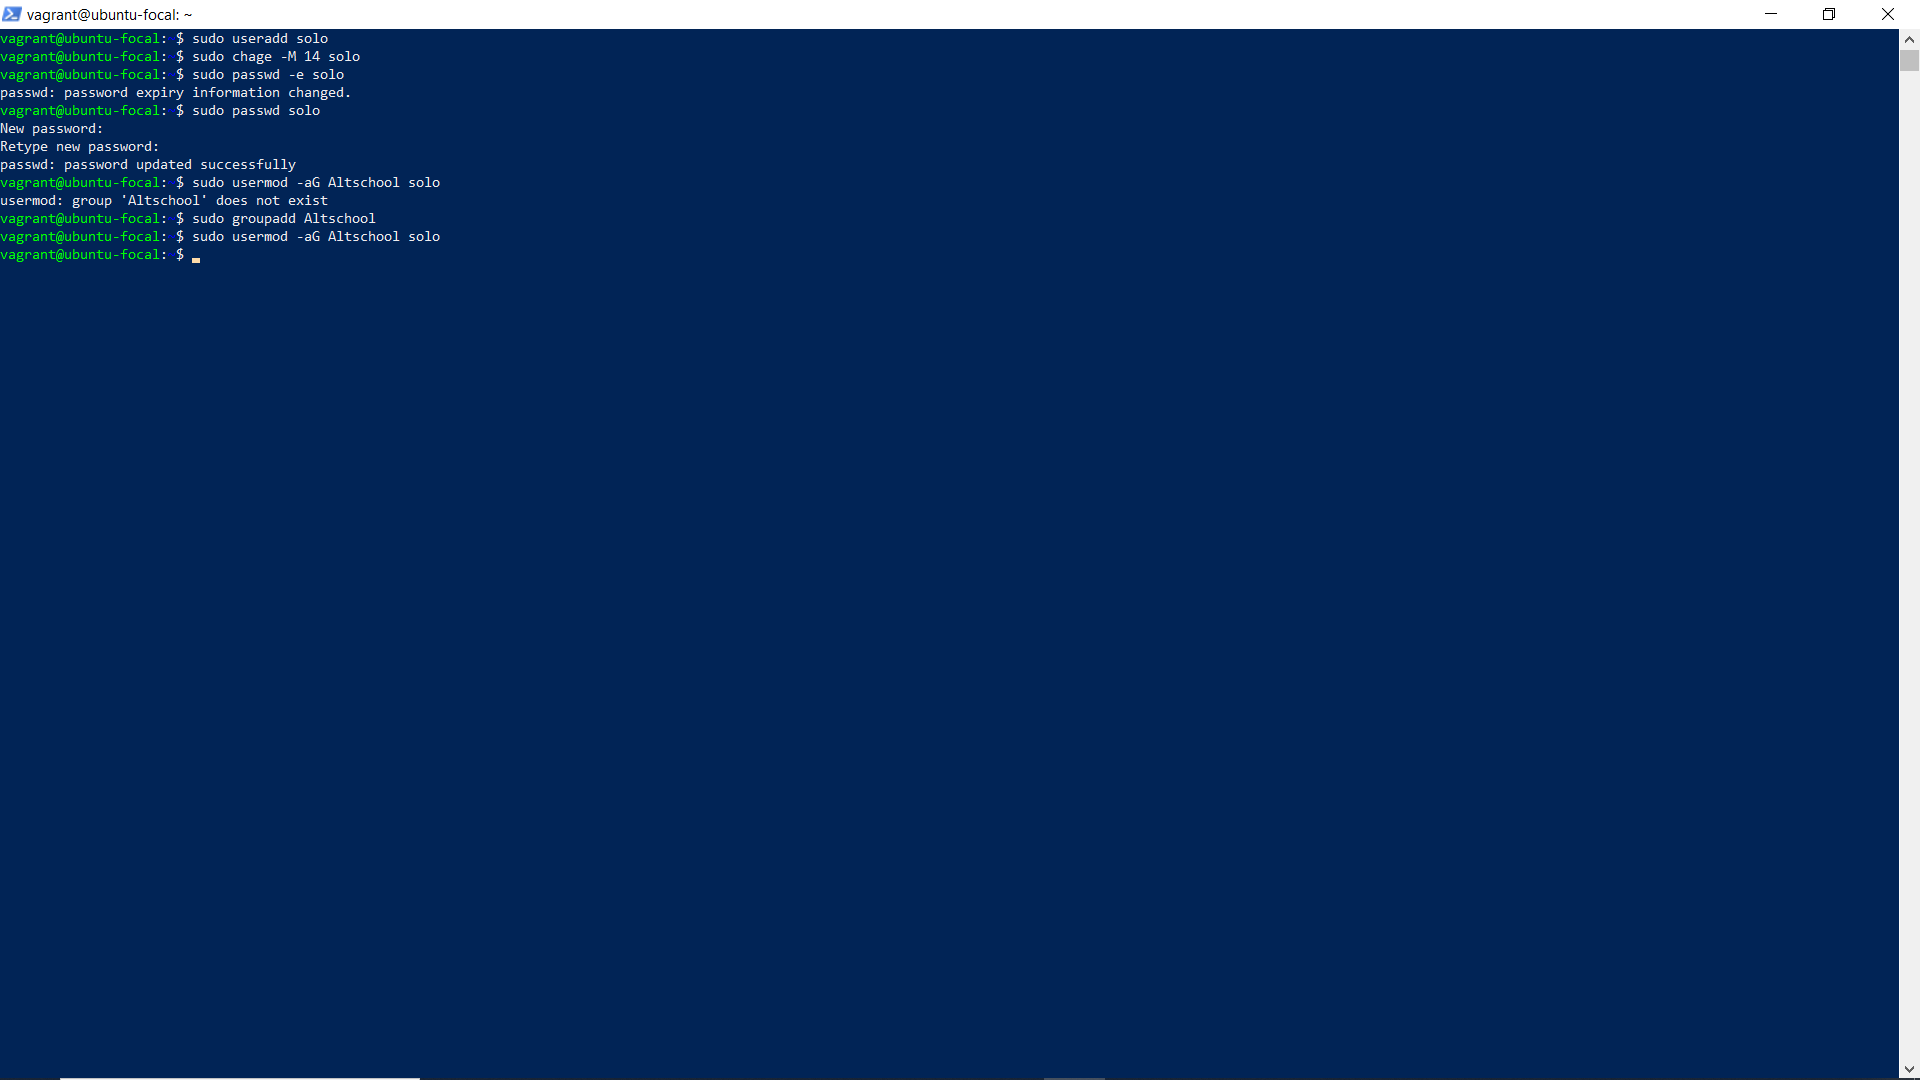 vagrant@ubuntu-focal: ~
vagrant@ubuntu-focal: $ sudo useradd solo
vagrant@ubuntu-focal: $ sudo chage -M 14 solo
vagrant@ubuntu-focal: $ sudo passwd -e solo
passwd: password expiry information changed.
vagrant@ubuntu-focal: $ sudo passwd solo
New password:
Retype new password:
passwd: password updated successfully
vagrant@ubuntu-focal: $ sudo usermod -aG Altschool solo
usermod: group 'Altschool' does not exist
vagrant@ubuntu-focal: $ sudo groupadd Altschool
vagrant@ubuntu-focal: $ sudo usermod -aG Altschool solo
vagrant@ubuntu-focal: $